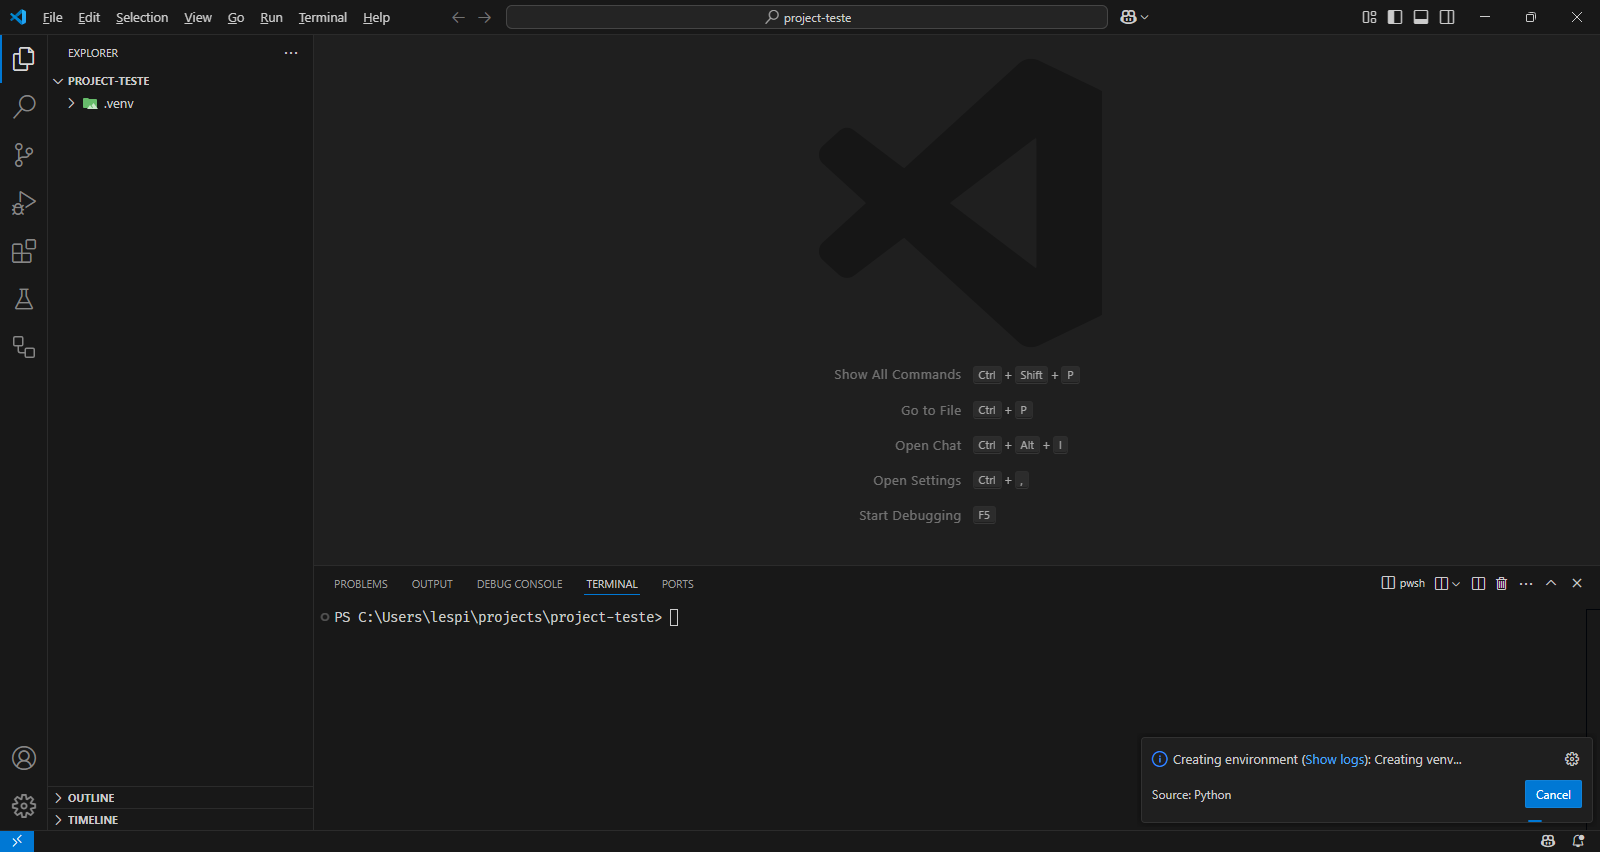 File Edit Selection View Go Run Terminal Help
project-teste
EXPLORER
PROJECT-TESTE
.venv
Show All Commands Ctrl + Shift + P
Go to File Ctrl + P
Open Chat Ctrl + Alt + I
Open Settings Ctrl + ,
Start Debugging F5
PROBLEMS OUTPUT DEBUG CONSOLE TERMINAL PORTS
pwsh
PS C:\Users\lespi\projects\project-teste>
Creating environment (Show logs): Creating venv...
Source: Python
Cancel
OUTLINE
TIMELINE